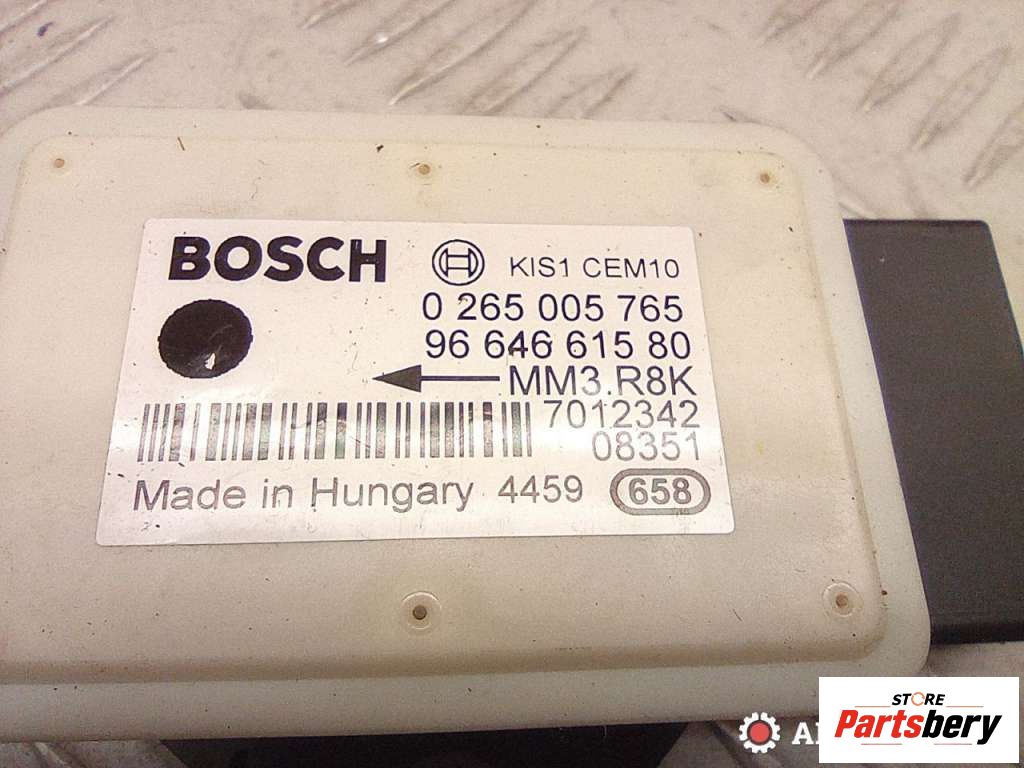 BOSCH KIS1 CEM10
0 265 005 765
96 646 615 80
MM3.R8K
7012342
08351
Made in Hungary 4459 658
STORE
Partsbery